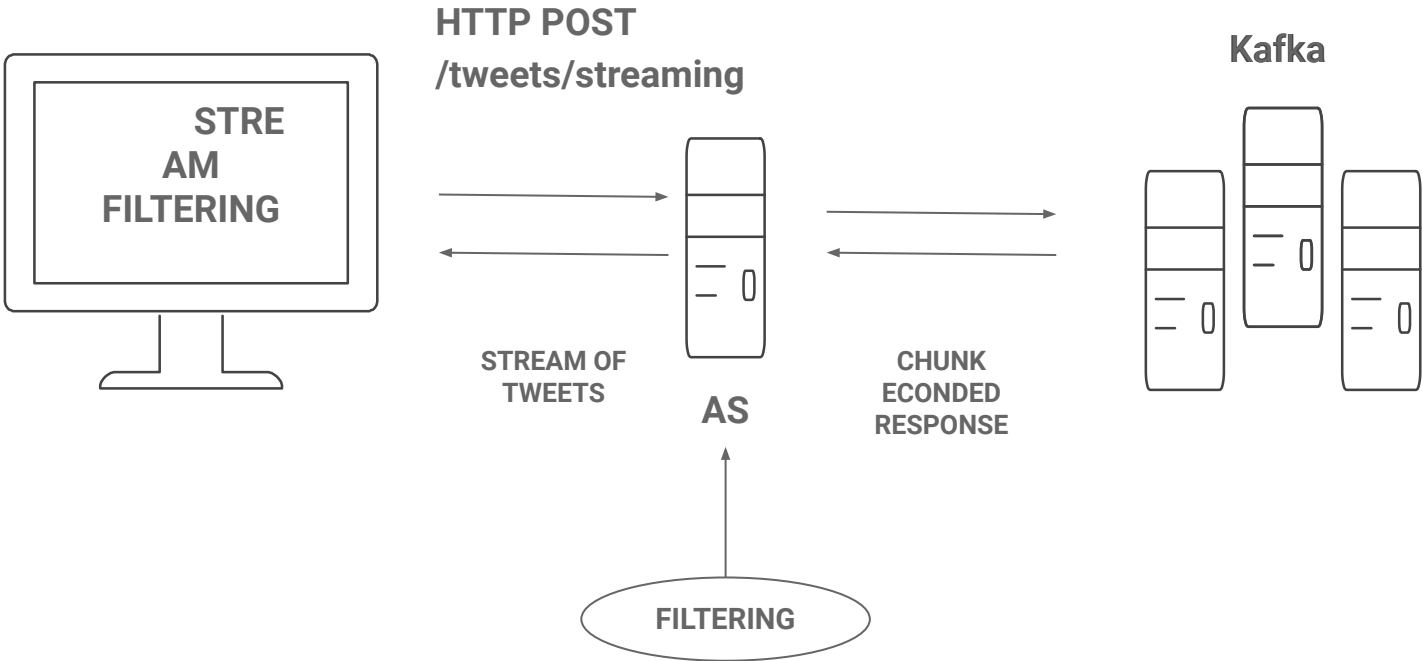 HTTP POST
/tweets/streaming
Kafka
STRE
AM
FILTERING
STREAM OF
TWEETS
AS
CHUNK
ECONDED
RESPONSE
FILTERING